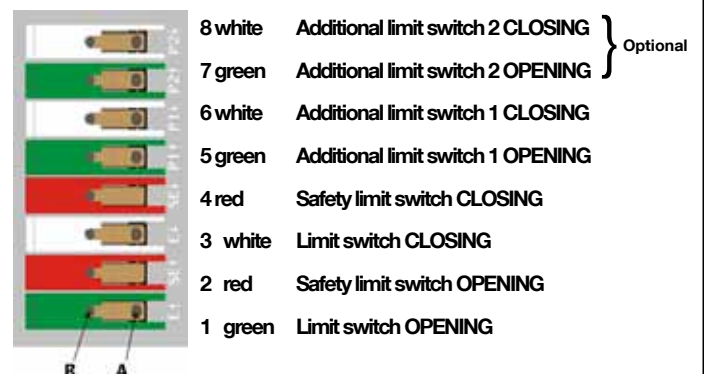 8 white Additional limit switch 2 CLOSING
7 green Additional limit switch 2 OPENING
Optional
6 white Additional limit switch 1 CLOSING
5 green Additional limit switch 1 OPENING
4 red Safety limit switch CLOSING
3 white Limit switch CLOSING
2 red Safety limit switch OPENING
1 green Limit switch OPENING
B A